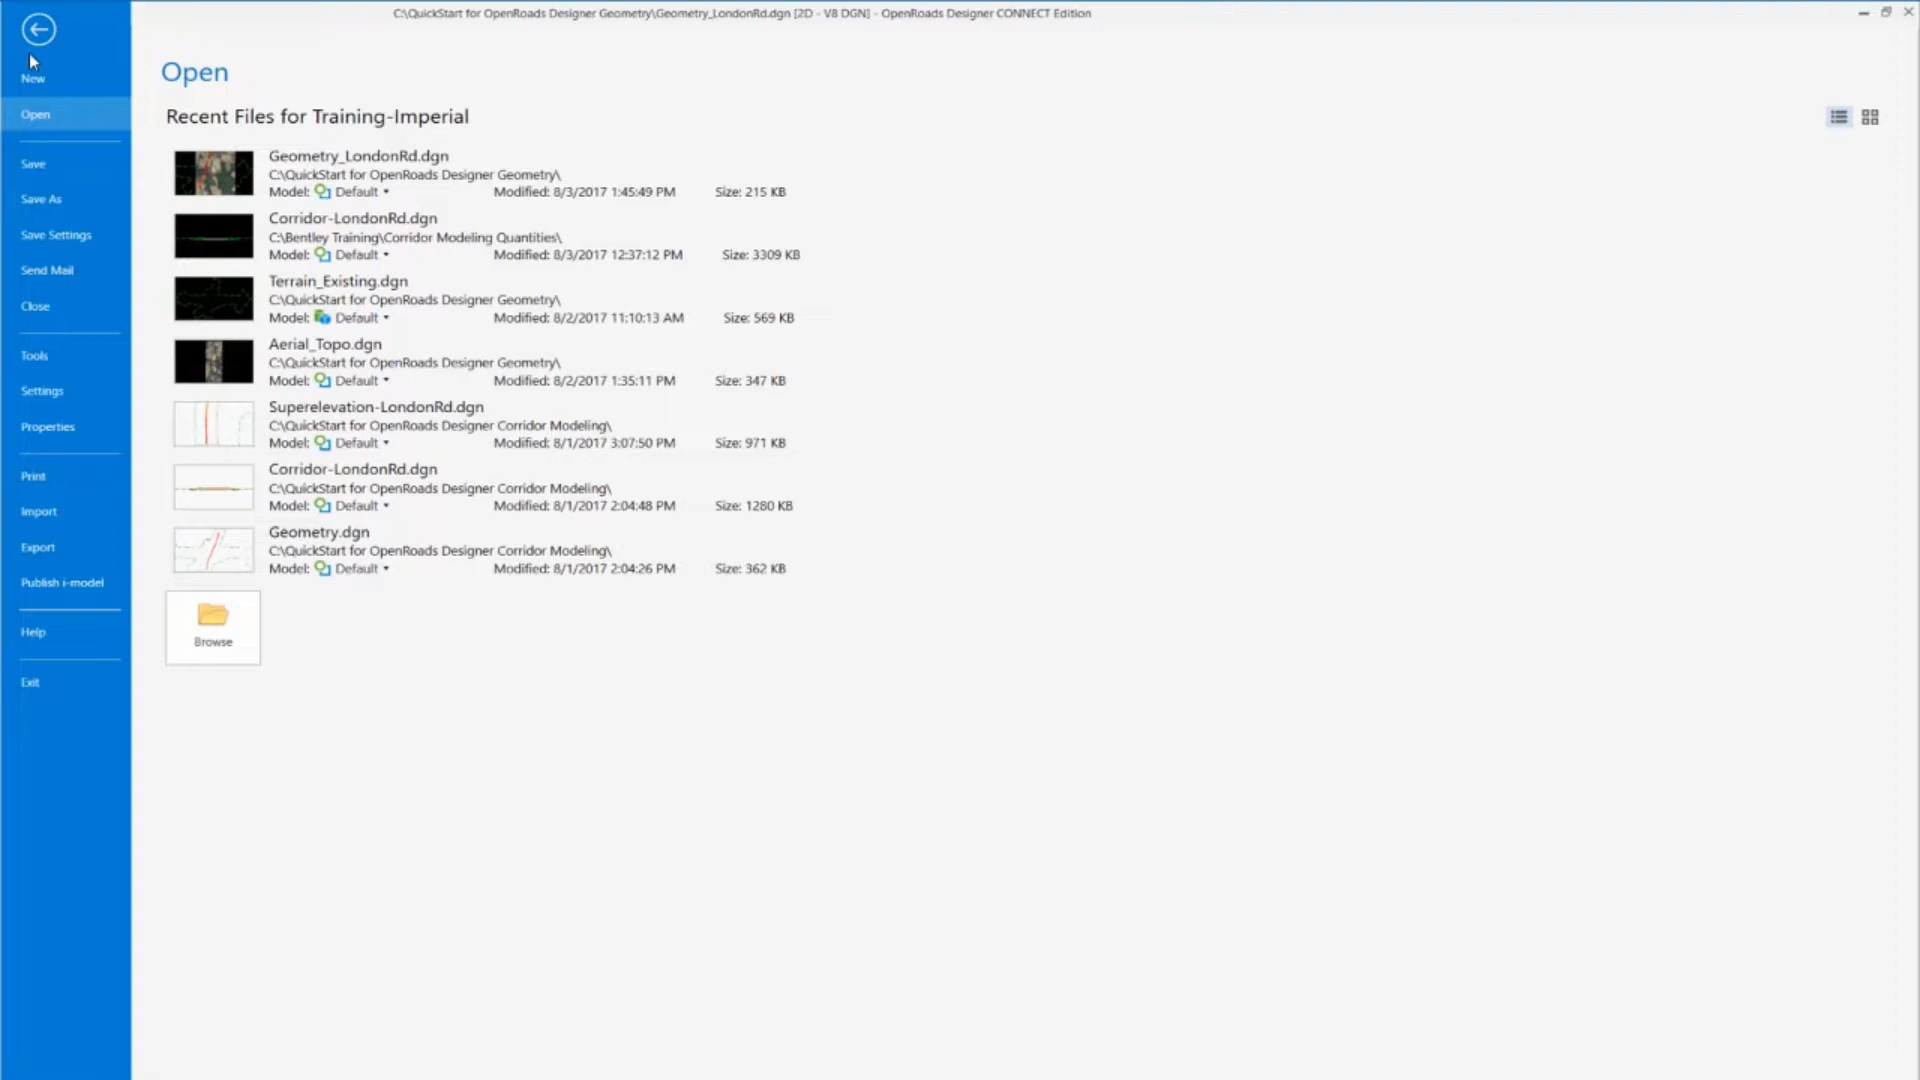 C:\QuickStart for OpenRoads Designer Geometry\Geometry_LondonRd.dgn [2D - V8 DGN] - OpenRoads Designer CONNECT Edition
New
Open
Save
Save As
Save Settings
Send Mail
Close
Tools
Settings
Properties
Print
Import
Export
Publish i-model
Help
Exit
Open
Recent Files for Training-Imperial
Geometry_LondonRd.dgn
C:\QuickStart for OpenRoads Designer Geometry\
Model: Default Modified: 8/3/2017 1:45:49 PM Size: 215 KB
Corridor-LondonRd.dgn
C:\Bentley Training\Corridor Modeling Quantities\
Model: Default Modified: 8/3/2017 12:37:12 PM Size: 3309 KB
Terrain_Existing.dgn
C:\QuickStart for OpenRoads Designer Geometry\
Model: Default Modified: 8/2/2017 11:10:13 AM Size: 569 KB
Aerial_Topo.dgn
C:\QuickStart for OpenRoads Designer Geometry\
Model: Default Modified: 8/2/2017 1:35:11 PM Size: 347 KB
Superelevation-LondonRd.dgn
C:\QuickStart for OpenRoads Designer Corridor Modeling\
Model: Default Modified: 8/1/2017 3:07:50 PM Size: 971 KB
Corridor-LondonRd.dgn
C:\QuickStart for OpenRoads Designer Corridor Modeling\
Model: Default Modified: 8/1/2017 2:04:48 PM Size: 1280 KB
Geometry.dgn
C:\QuickStart for OpenRoads Designer Corridor Modeling\
Model: Default Modified: 8/1/2017 2:04:26 PM Size: 362 KB
Browse